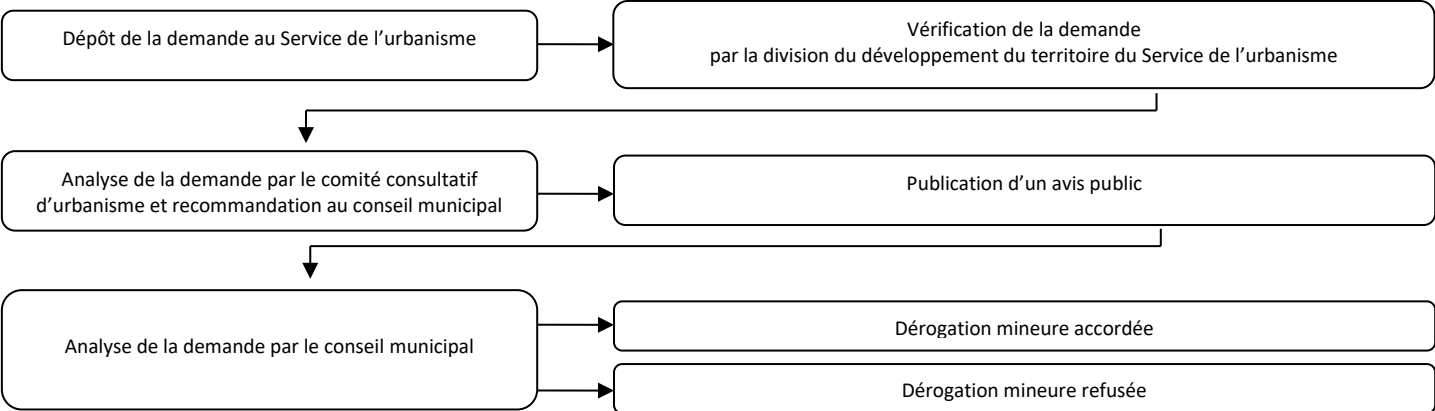 Dépôt de la demande au Service de l’urbanisme
Vérification de la demande
par la division du développement du territoire du Service de l’urbanisme
Analyse de la demande par le comité consultatif
d’urbanisme et recommandation au conseil municipal
Publication d’un avis public
Analyse de la demande par le conseil municipal
Dérogation mineure accordée
Dérogation mineure refusée